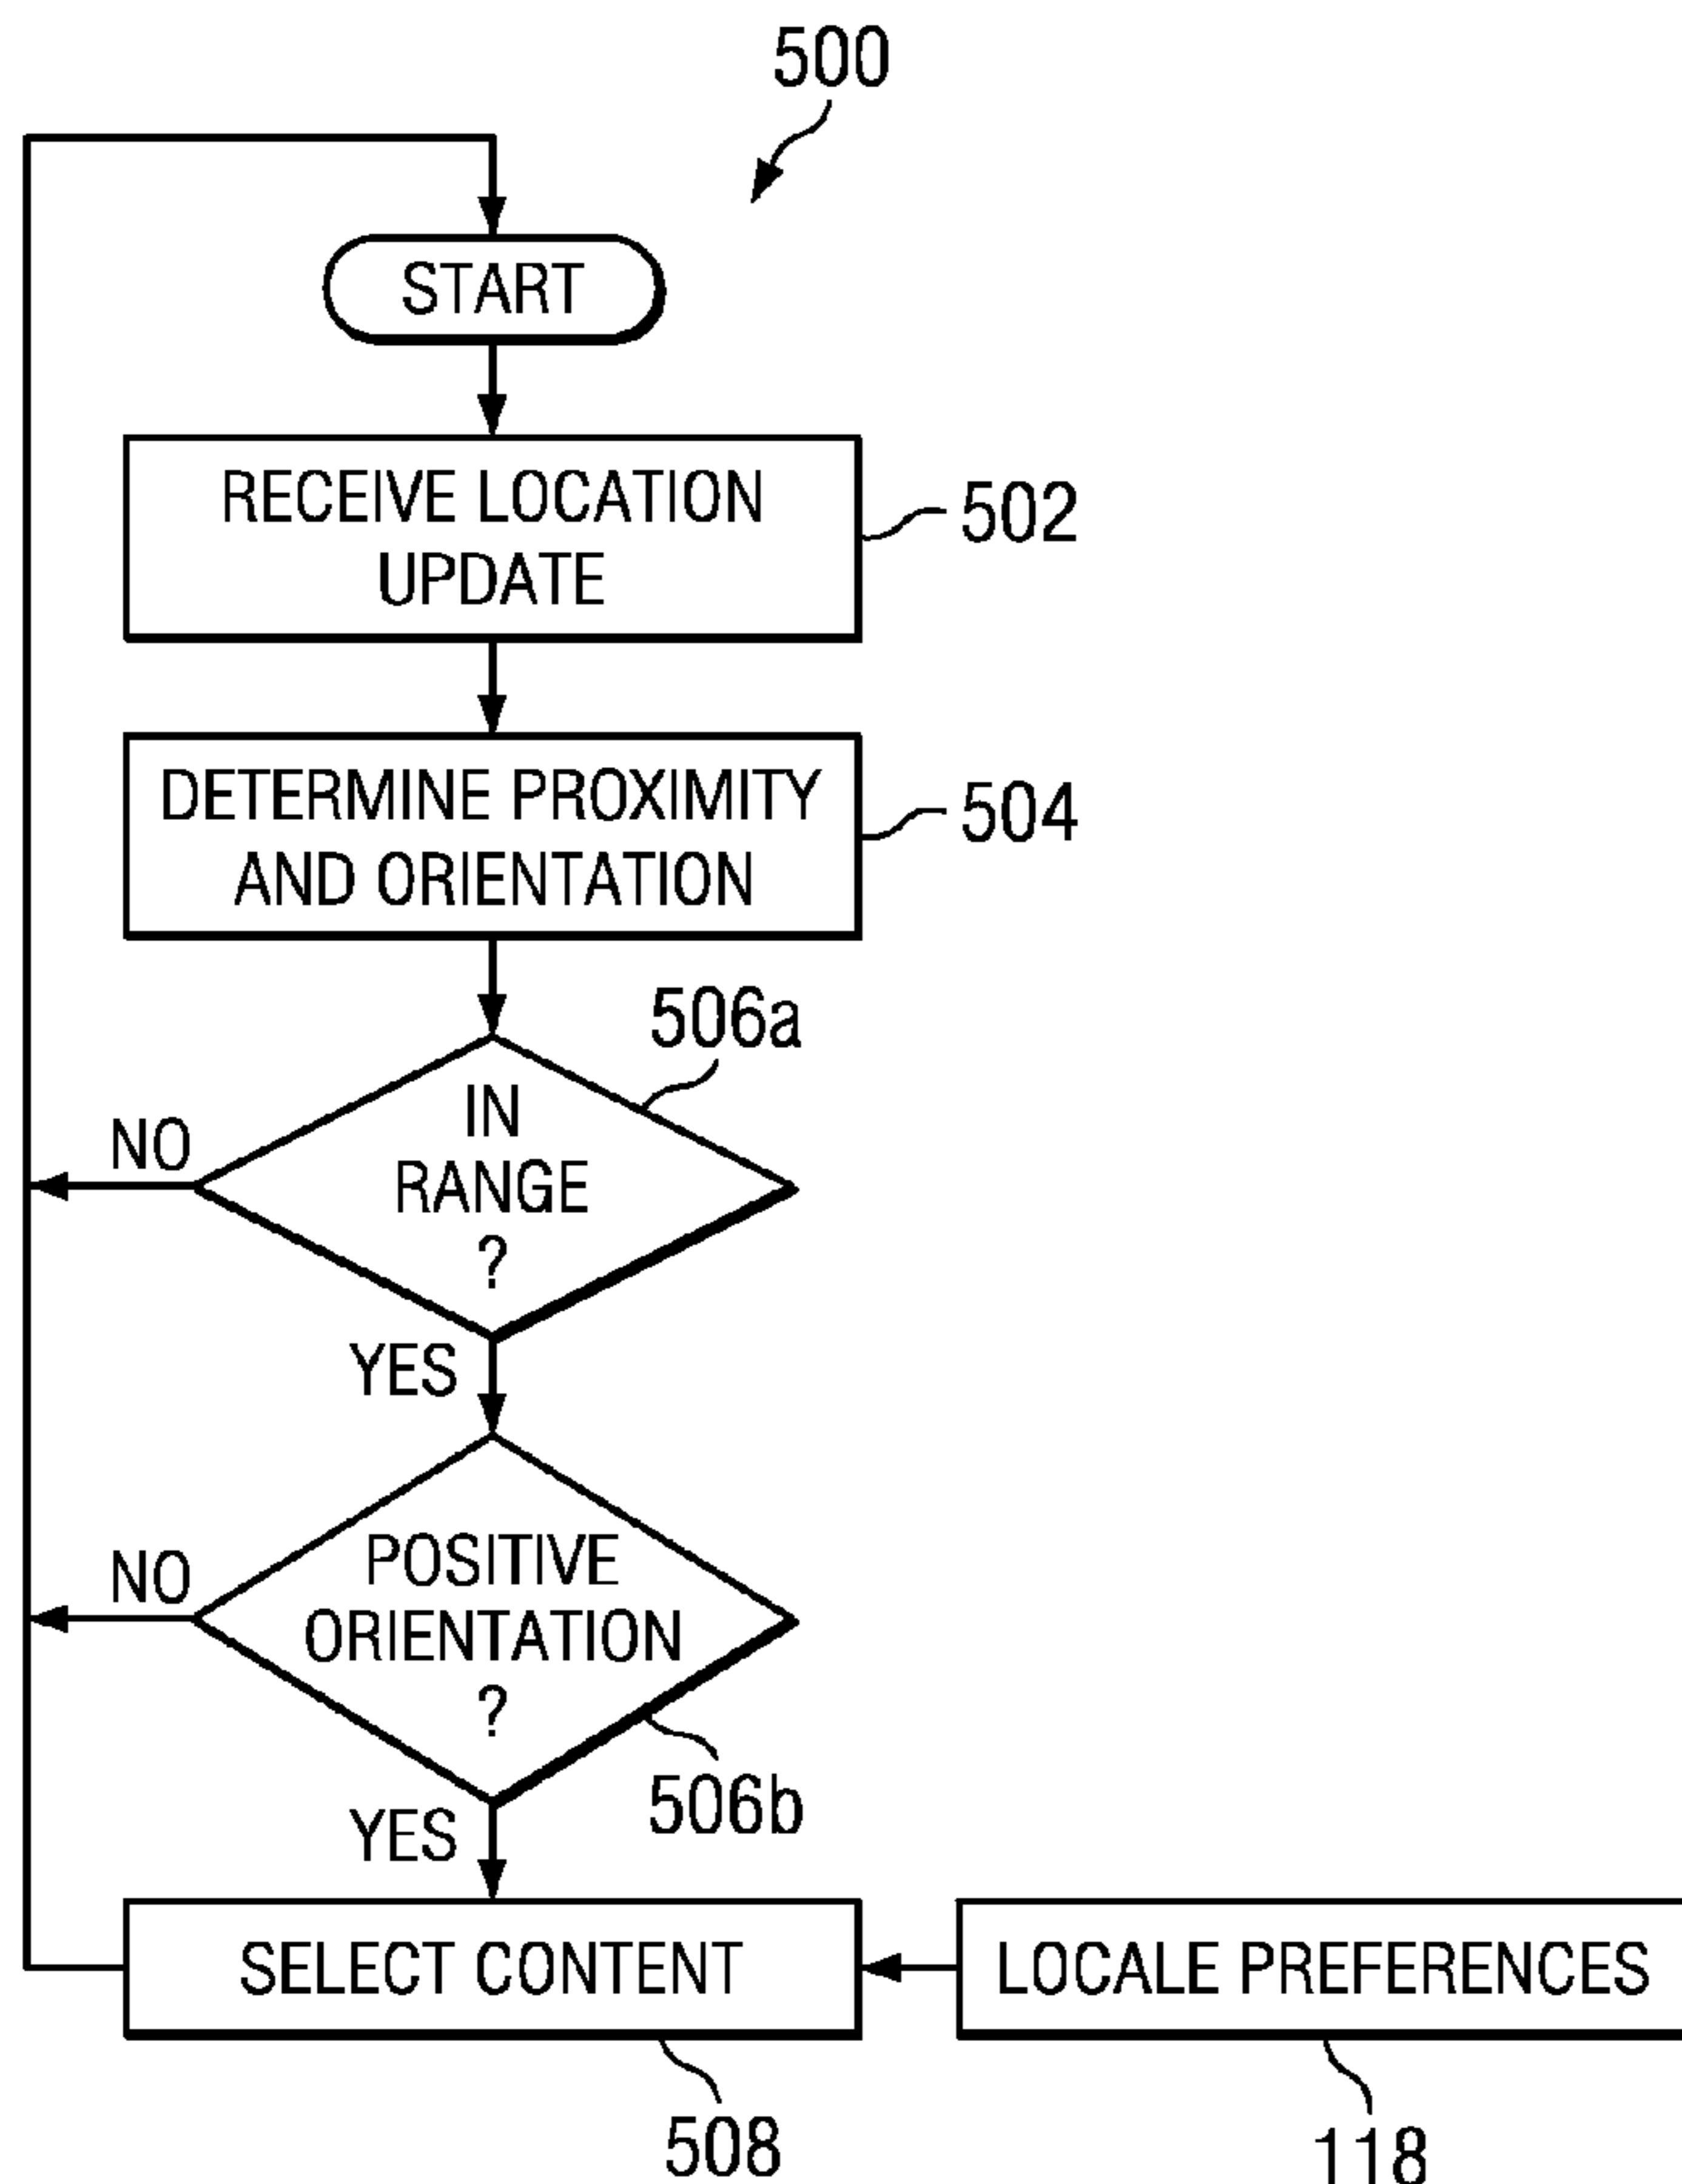 500
START
RECEIVE LOCATION
UPDATE
502
DETERMINE PROXIMITY
AND ORIENTATION
504
506a
IN
RANGE
?
NO
YES
POSITIVE
ORIENTATION
?
NO
506b
YES
SELECT CONTENT
LOCALE PREFERENCES
508
118